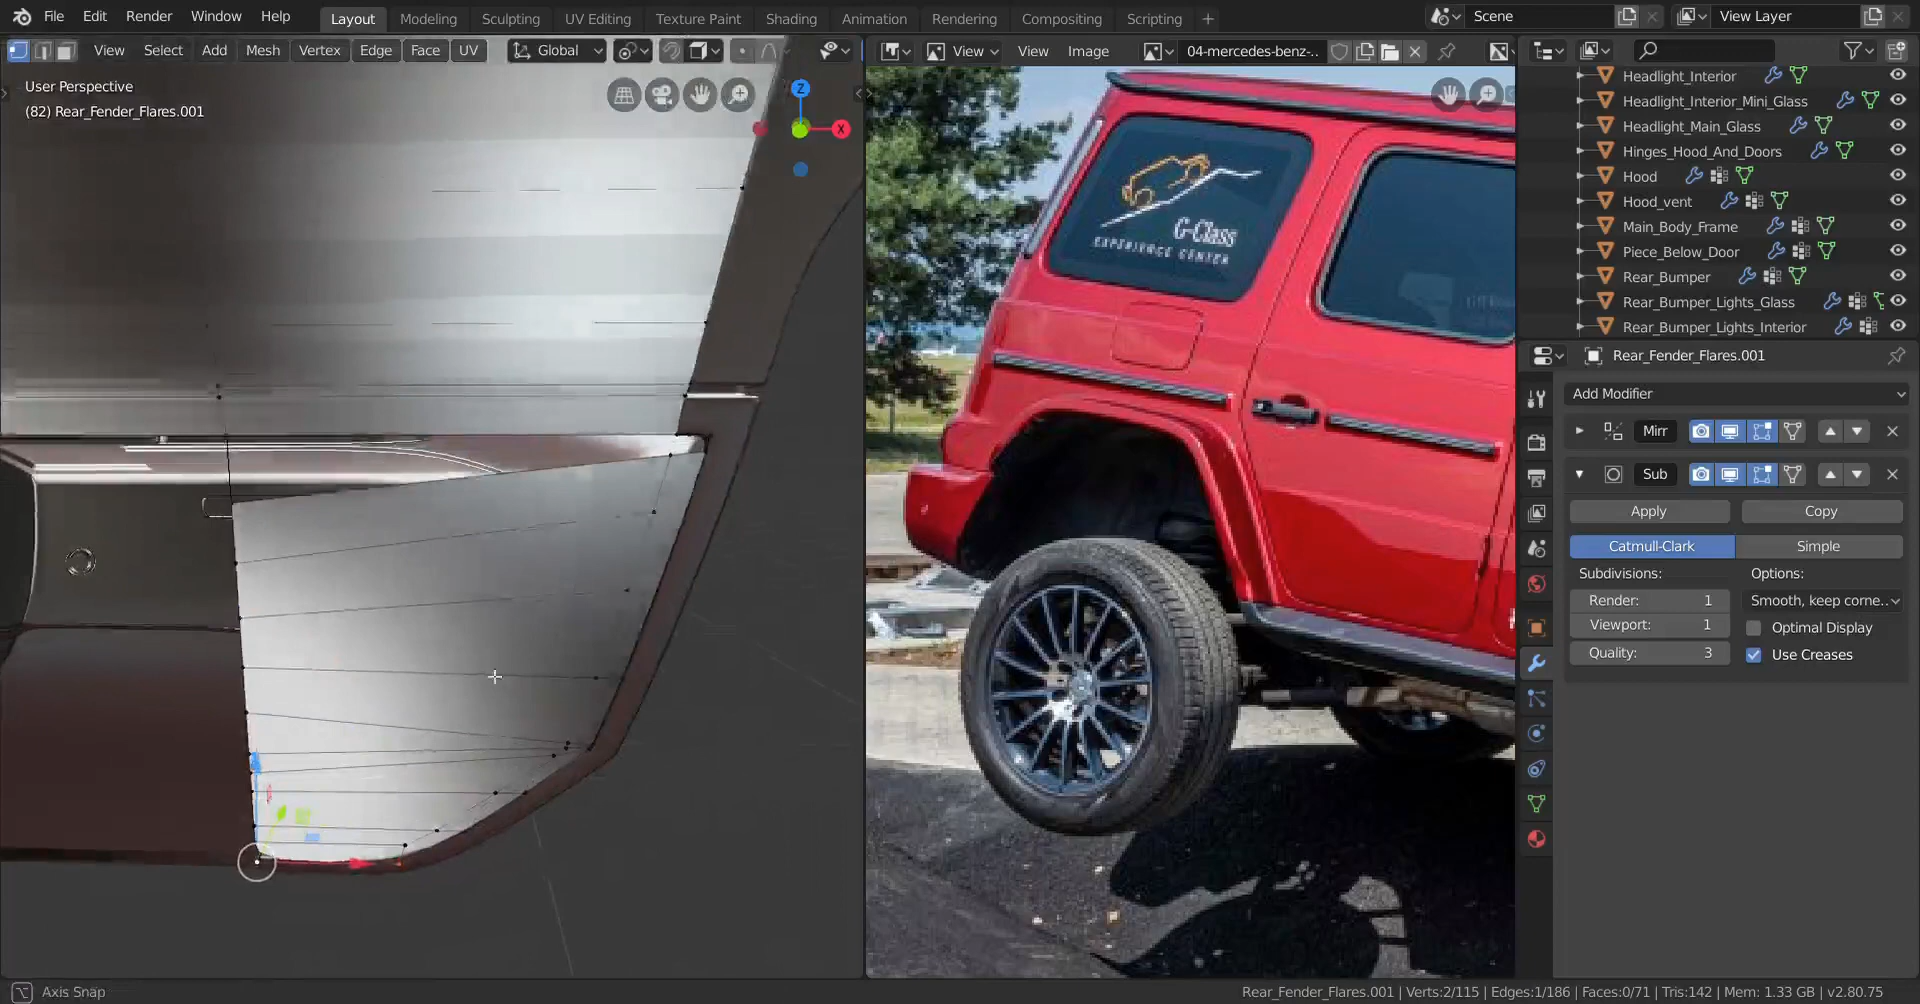 File Edit Render Window Help Layout Modeling Sculpting UV Editing Texture Paint Shading Animation Rendering Compositing Scripting + Scene View Layer
View Select Add Mesh Vertex Edge Face UV Global View View Image 04-mercedes-benz-..
User Perspective
(82) Rear_Fender_Flares.001
Z
X
G-Class
EXPERIENCE CENTER
Headlight_Interior
Headlight_Interior_Mini_Glass
Headlight_Main_Glass
Hinges_Hood_And_Doors
Hood
Hood_vent
Main_Body_Frame
Piece_Below_Door
Rear_Bumper
Rear_Bumper_Lights_Glass
Rear_Bumper_Lights_Interior
Rear_Fender_Flares.001
Add Modifier
Mirr
Sub
Apply Copy
Catmull-Clark Simple
Subdivisions: Options:
Render: 1 Smooth, keep corne..
Viewport: 1 Optimal Display
Quality: 3 Use Creases
Axis Snap
Rear_Fender_Flares.001 | Verts:2/115 | Edges:1/186 | Faces:0/71 | Tris:142 | Mem: 1.33 GB | v2.80.75